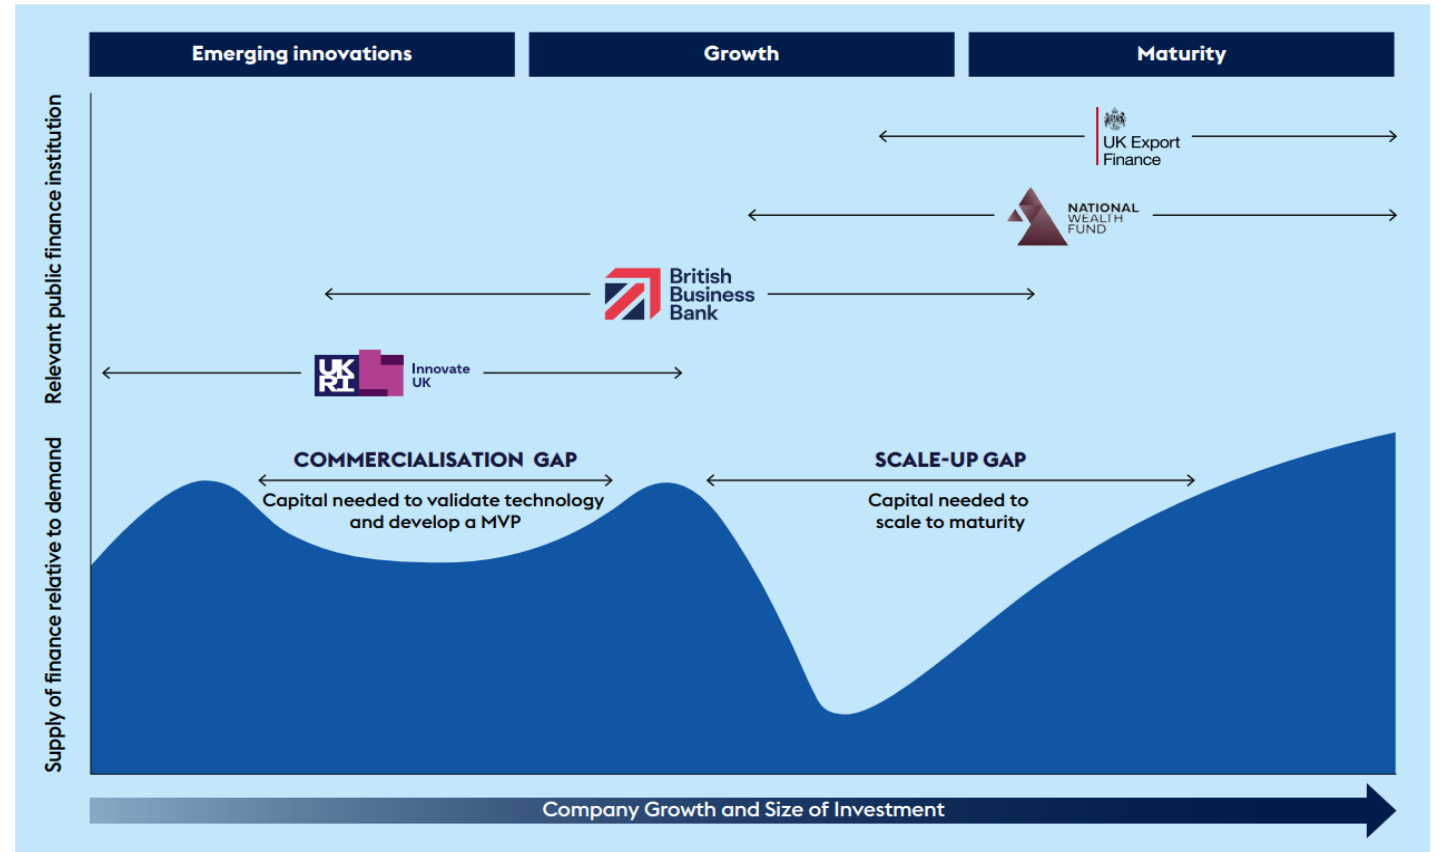 Emerging innovations
Growth
Maturity
Relevant public finance institution
UK Export
Finance
NATIONAL
WEALTH
FUND
British
Business
Bank
UK
RI
Innovate
UK
Supply of finance relative to demand
COMMERCIALISATION GAP
Capital needed to validate technology
and develop a MVP
SCALE-UP GAP
Capital needed to
scale to maturity
Company Growth and Size of Investment